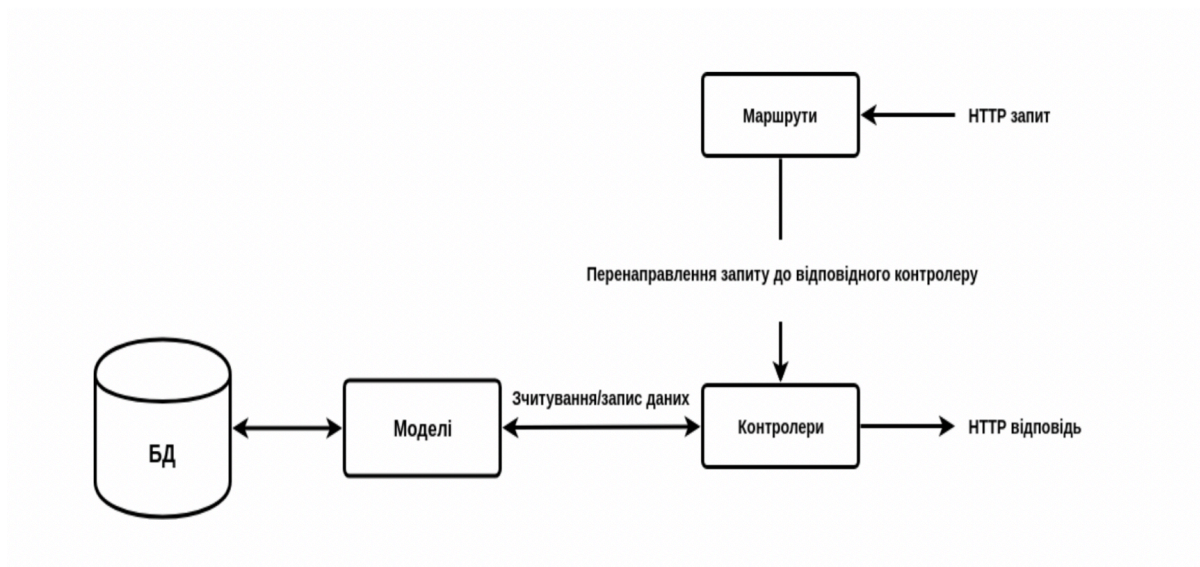 Маршрути
HTTP запит
Перенаправлення запиту до відповідного контролеру
БД
Моделі
Зчитування/запис даних
Контролери
HTTP відповідь